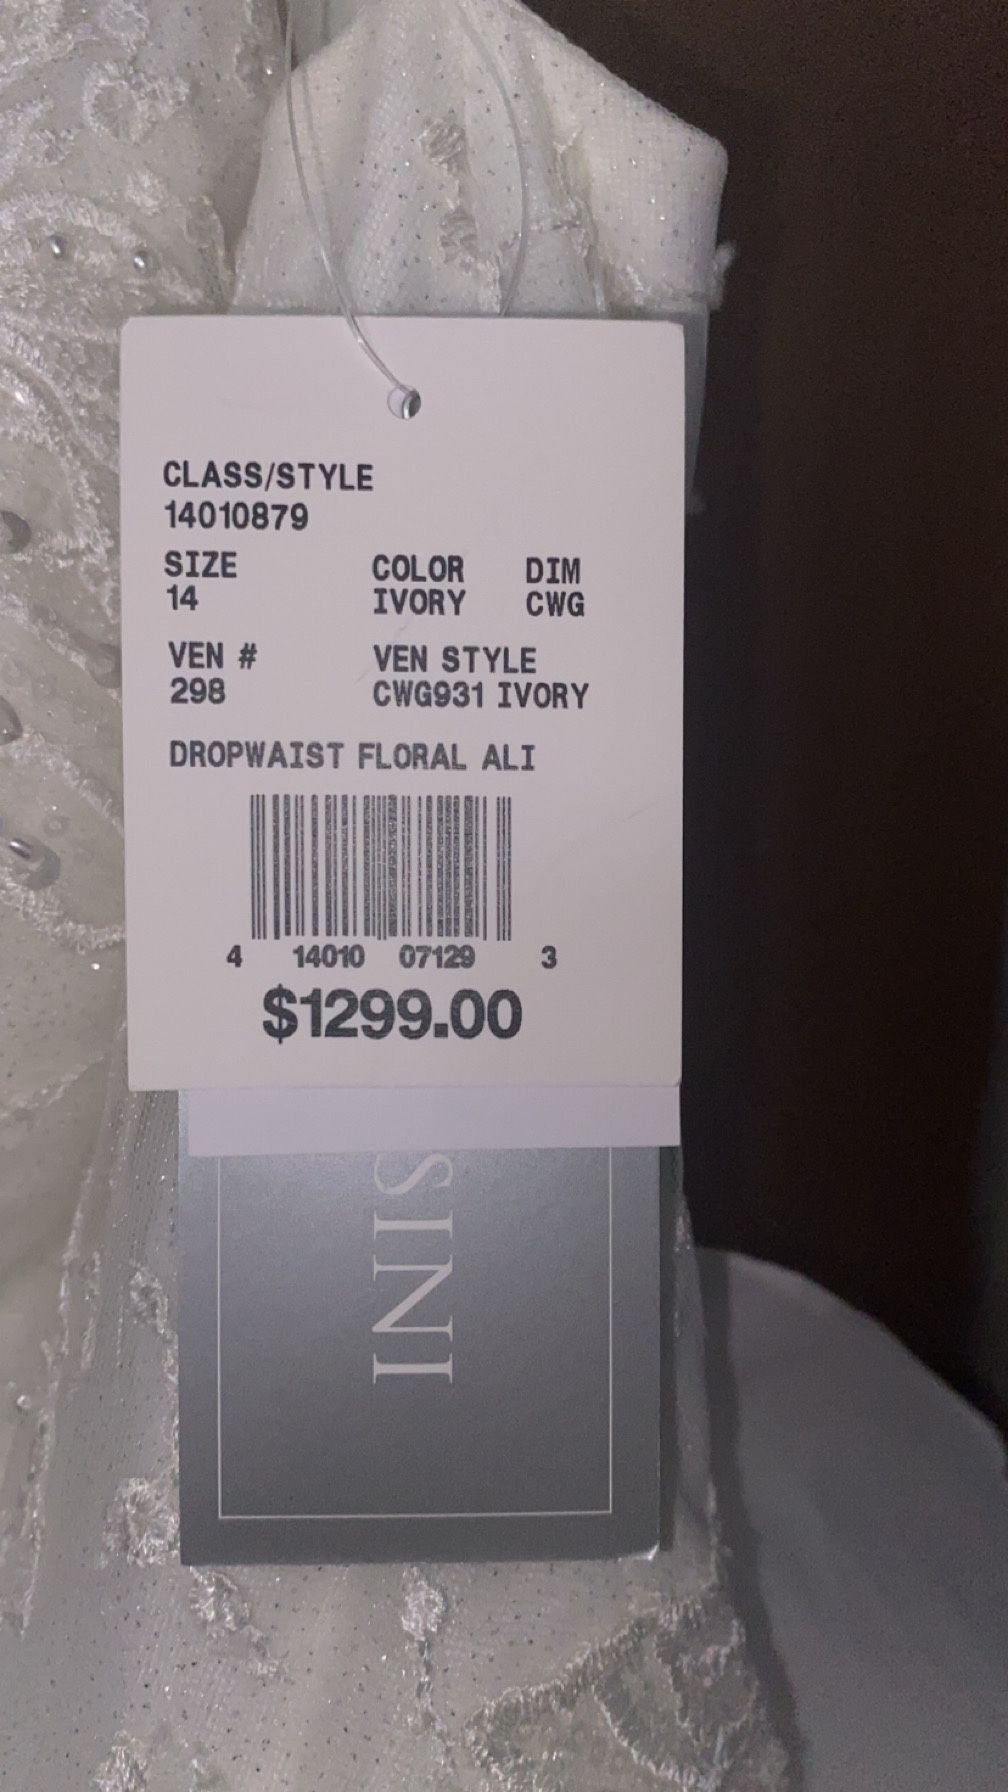 CLASS/STYLE
14010879
SIZE COLOR DIM
14 IVORY CWG
VEN # VEN STYLE
298 CWG931 IVORY
DROPWAIST FLORAL ALI
4 14010 07129 3
$1299.00
SINI